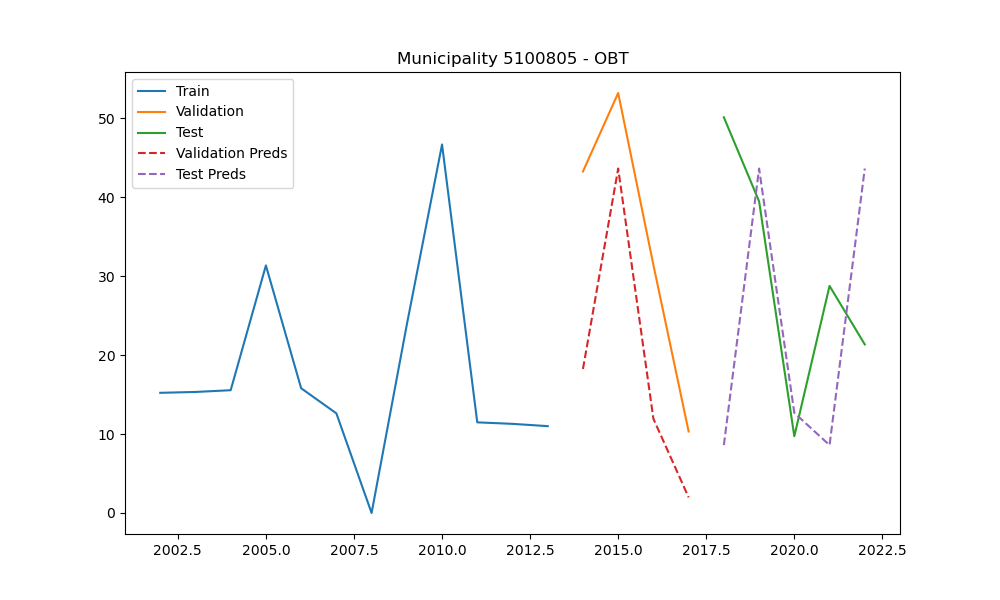 Municipality 5100805 - OBT
Train
Validation
Test
Validation Preds
Test Preds
50
40
30
20
10
0
2002.5 2005.0 2007.5 2010.0 2012.5 2015.0 2017.5 2020.0 2022.5